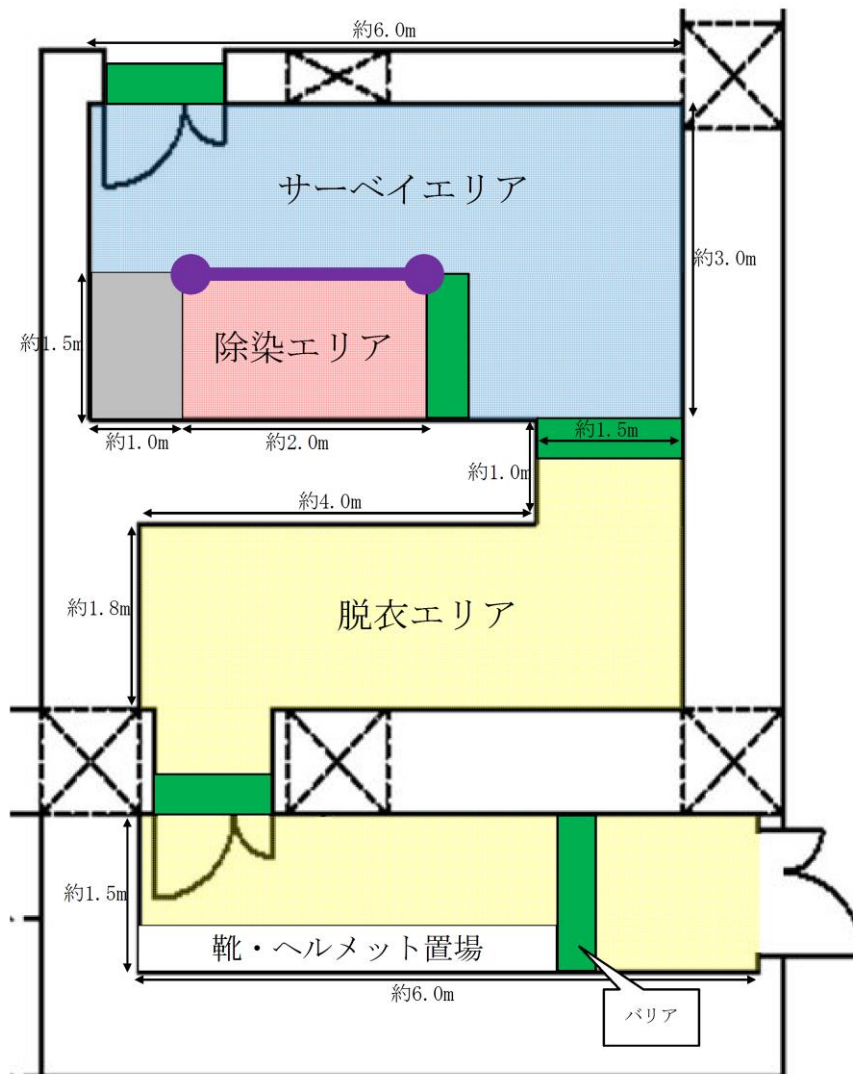 約6.0m
サーベイエリア
約3.0m
約1.5m
除染エリア
約1.0m
約2.0m
約1.5m
約1.0m
約4.0m
約1.8m
脱衣エリア
約1.5m
靴・ヘルメット置場
約6.0m
バリア